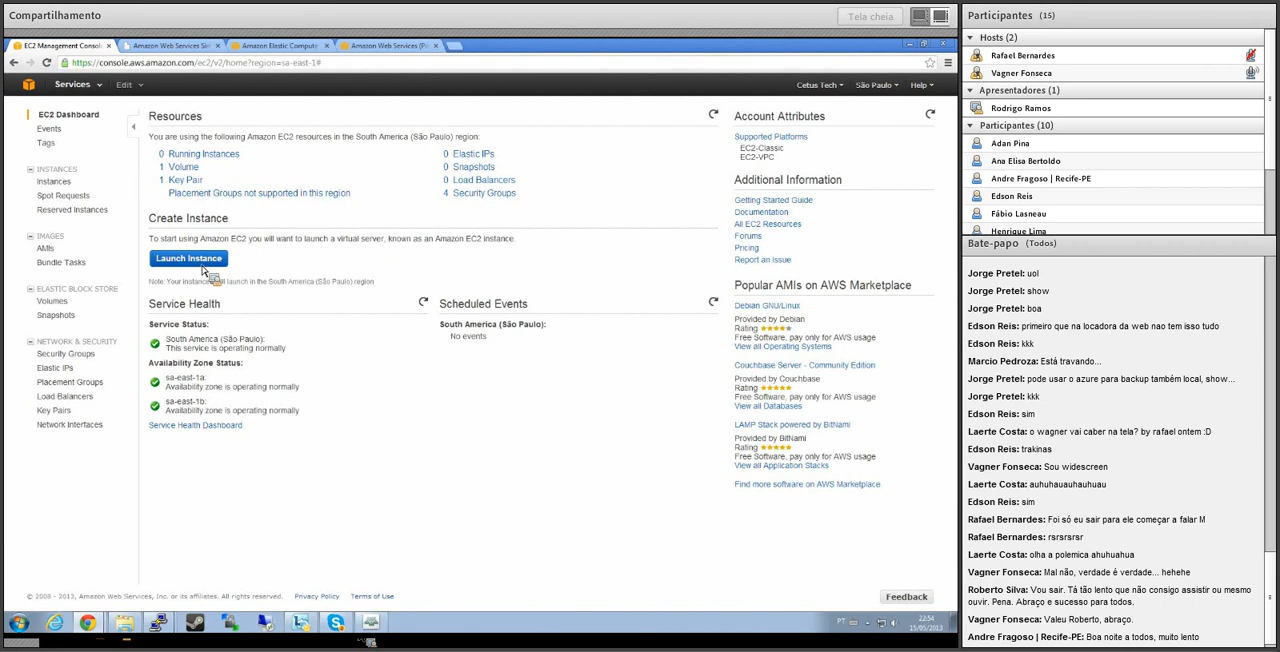 Compartilhamento
Tela cheia
EC2 Management Consol
Amazon Web Services Sim
Amazon Elastic Compute
Amazon Web Services (P
https://console.aws.amazon.com/ec2/v2/home?region=sa-east-1#
Services
Edit
Cetus Tech
São Paulo
Help
EC2 Dashboard
Events
Tags
INSTANCES
Instances
Spot Requests
Reserved Instances
IMAGES
AMIs
Bundle Tasks
ELASTIC BLOCK STORE
Volumes
Snapshots
NETWORK & SECURITY
Security Groups
Elastic IPs
Placement Groups
Load Balancers
Key Pairs
Network Interfaces
Resources
You are using the following Amazon EC2 resources in the South America (São Paulo) region:
0 Running Instances
0 Elastic IPs
1 Volume
0 Snapshots
1 Key Pair
0 Load Balancers
Placement Groups not supported in this region
4 Security Groups
Create Instance
To start using Amazon EC2 you will want to launch a virtual server, known as an Amazon EC2 instance.
Launch Instance
Note: Your instances will launch in the South America (São Paulo) region
Service Health
Service Status:
South America (São Paulo):
This service is operating normally
Availability Zone Status:
sa-east-1a:
Availability zone is operating normally
sa-east-1b:
Availability zone is operating normally
Service Health Dashboard
Scheduled Events
South America (São Paulo):
No events
Account Attributes
Supported Platforms
EC2-Classic
EC2-VPC
Additional Information
Getting Started Guide
Documentation
All EC2 Resources
Forums
Pricing
Report an Issue
Popular AMIs on AWS Marketplace
Debian GNU/Linux
Provided by Debian
Rating
Free Software, pay only for AWS usage
View all Operating Systems
Couchbase Server - Community Edition
Provided by Couchbase
Rating
Free Software, pay only for AWS usage
View all Databases
LAMP Stack powered by BitNami
Provided by BitNami
Rating
Free Software, pay only for AWS usage
View all Application Stacks
Find more software on AWS Marketplace
© 2008 - 2013, Amazon Web Services, Inc. or its affiliates. All rights reserved.
Privacy Policy
Terms of Use
Feedback
PT
22:54
15/05/2013
Participantes (15)
Hosts (2)
Rafael Bernardes
Vagner Fonseca
Apresentadores (1)
Rodrigo Ramos
Participantes (10)
Adan Pina
Ana Elisa Bertoldo
Andre Fragoso | Recife-PE
Edson Reis
Fábio Lasneau
Henrique Lima
Bate-papo (Todos)
Jorge Pretel: uol
Jorge Pretel: show
Jorge Pretel: boa
Edson Reis: primeiro que na locadora da web nao tem isso tudo
Edson Reis: kkk
Marcio Pedroza: Está travando...
Jorge Pretel: pode usar o azure para backup também local, show...
Jorge Pretel: kkk
Edson Reis: sim
Laerte Costa: o wagner vai caber na tela? by rafael ontem :D
Edson Reis: trakinas
Vagner Fonseca: Sou widescreen
Laerte Costa: auhuhauauhauhuau
Edson Reis: sim
Rafael Bernardes: Foi só eu sair para ele começar a falar M
Rafael Bernardes: rsrsrsrsr
Laerte Costa: olha a polemica ahuhuahua
Vagner Fonseca: Mal não, verdade é verdade... hehehe
Roberto Silva: Vou sair. Tá tão lento que não consigo assistir ou mesmo
ouvir. Pena. Abraço e sucesso para todos.
Vagner Fonseca: Valeu Roberto, abraço.
Andre Fragoso | Recife-PE: Boa noite a todos, muito lento